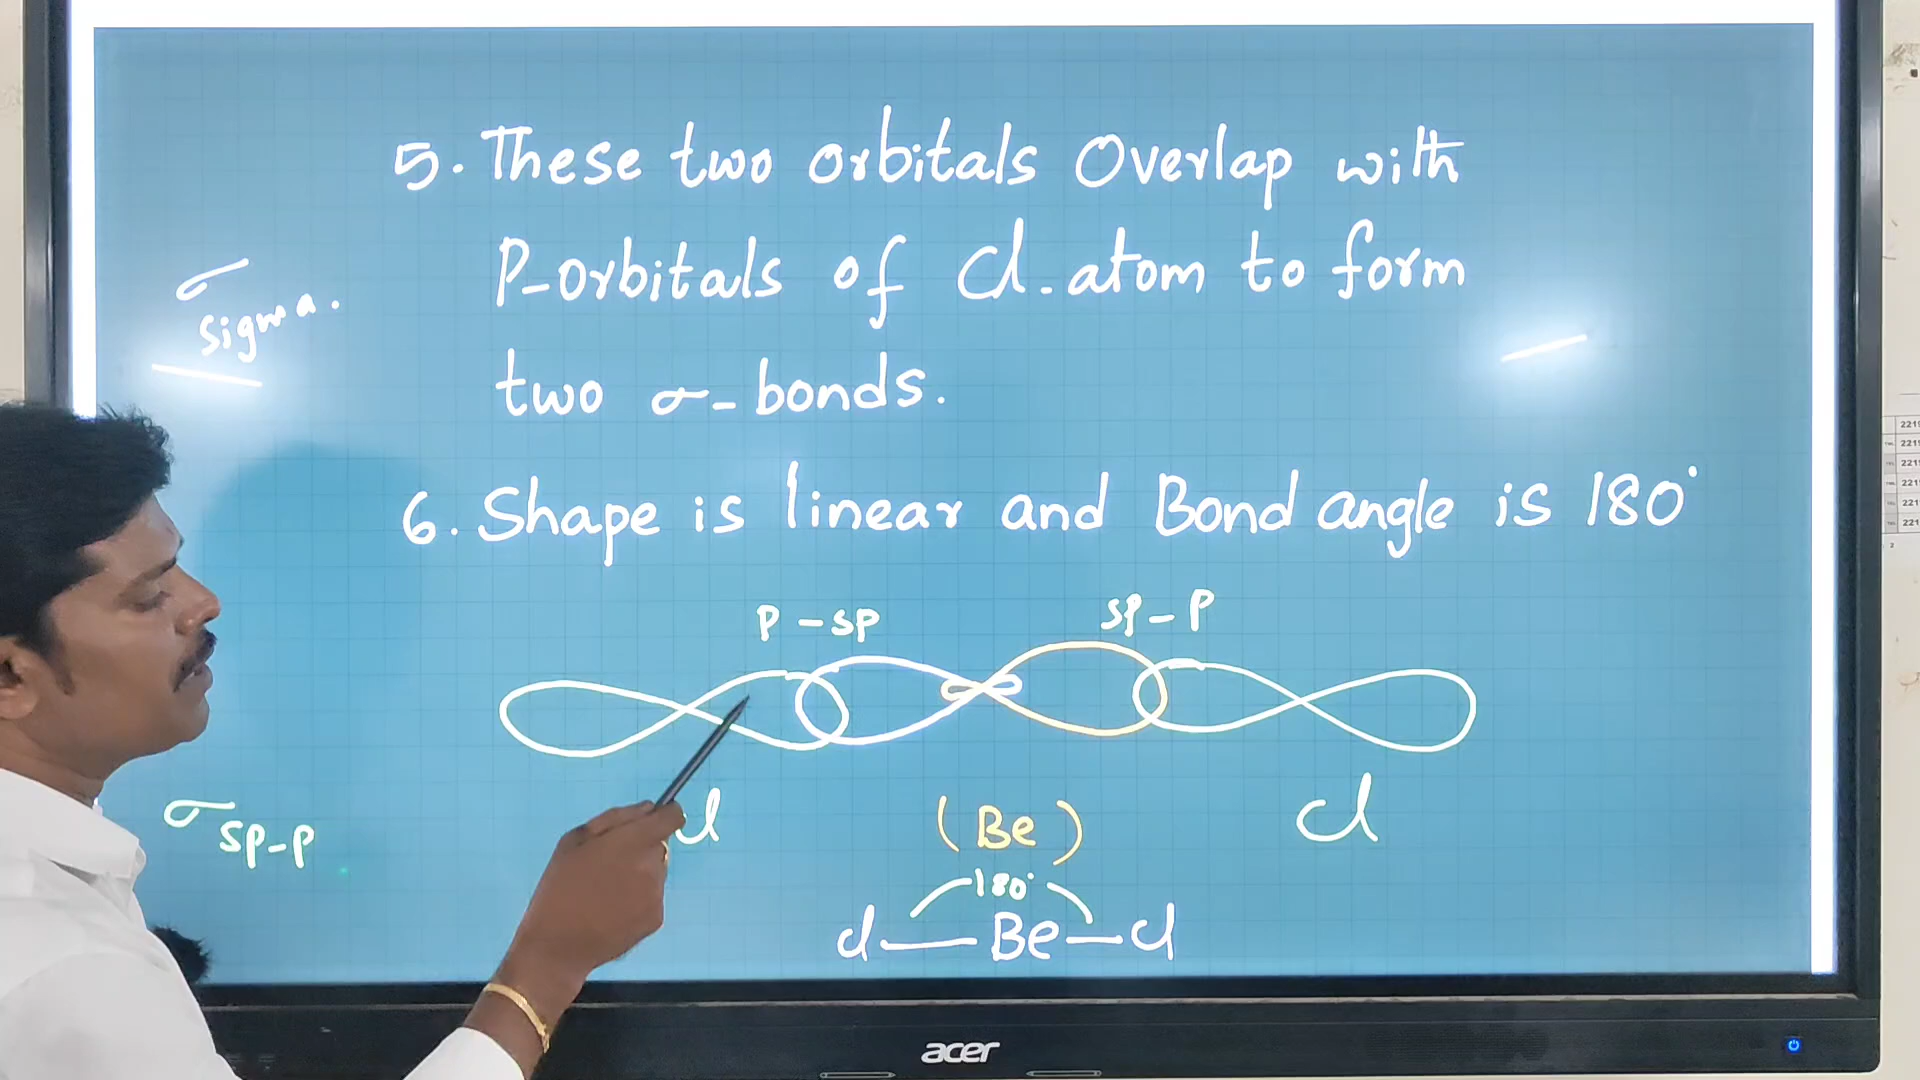 5. These two orbitals Overlap with
P-orbitals of Cl-atom to form
two σ-bonds.
σ
sigma.
6. Shape is linear and Bond angle is 180°
P - SP
SP - P
Cl
(Be)
Cl
σ SP-P
180°
Cl — Be — Cl
acer